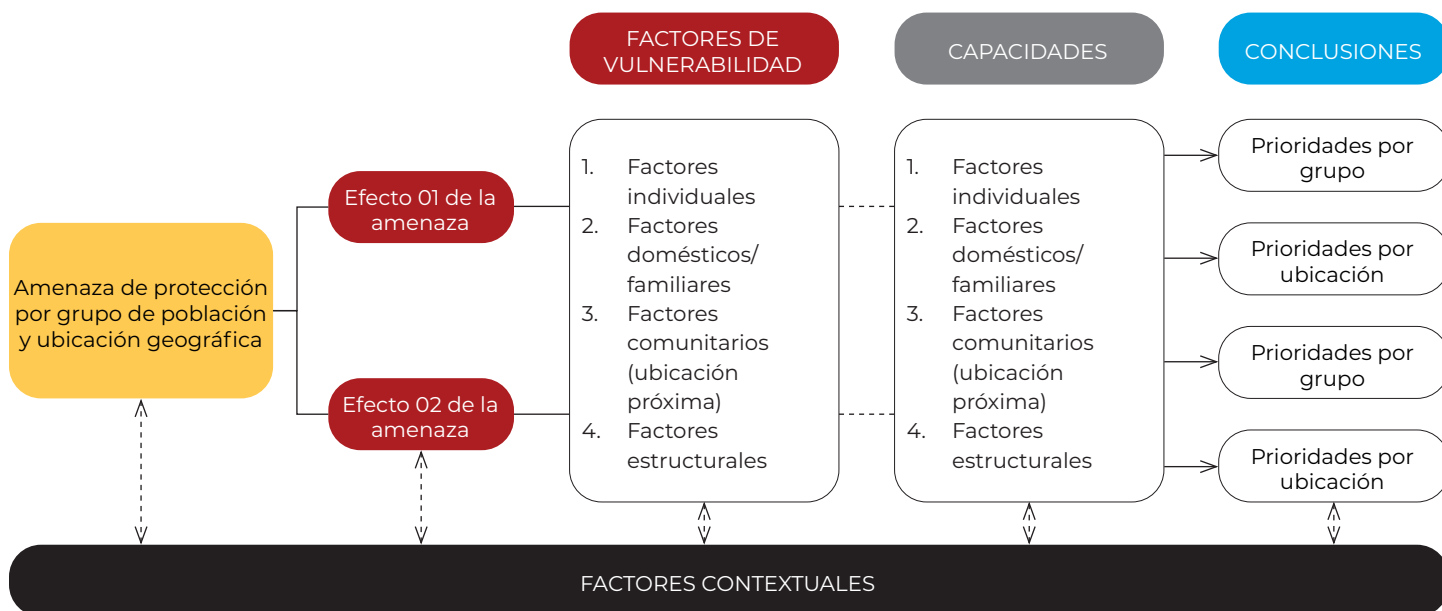 FACTORES DE
VULNERABILIDAD
CAPACIDADES
CONCLUSIONES
Amenaza de protección
por grupo de población
y ubicación geográfica
Efecto 01 de la
amenaza
Efecto 02 de la
amenaza
1. Factores
individuales
2. Factores
domésticos/
familiares
3. Factores
comunitarios
(ubicación
próxima)
4. Factores
estructurales
1. Factores
individuales
2. Factores
domésticos/
familiares
3. Factores
comunitarios
(ubicación
próxima)
4. Factores
estructurales
Prioridades por
grupo
Prioridades por
ubicación
Prioridades por
grupo
Prioridades por
ubicación
FACTORES CONTEXTUALES